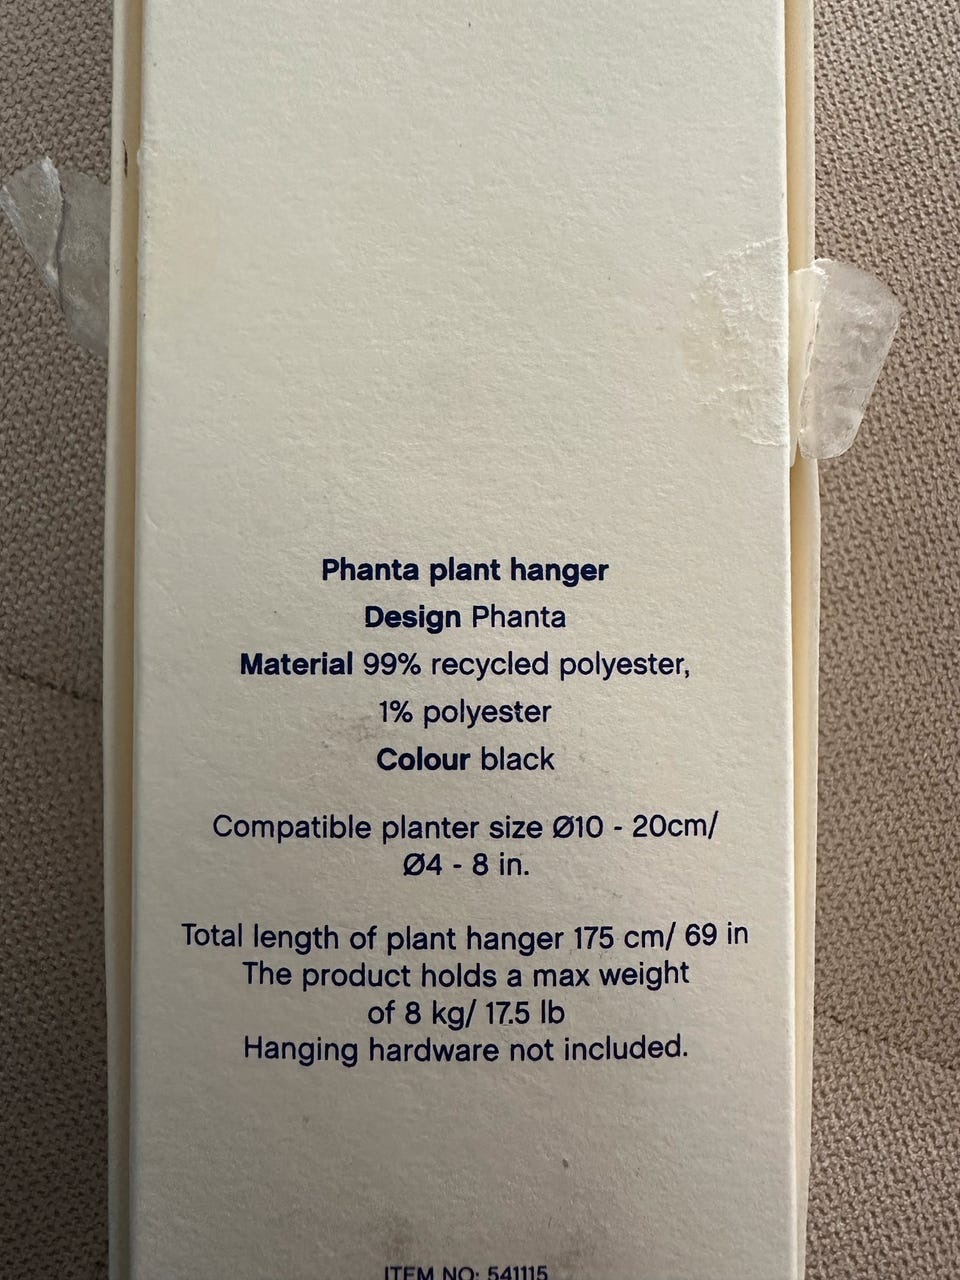 Phanta plant hanger
Design Phanta
Material 99% recycled polyester,
1% polyester
Colour black
Compatible planter size Ø10 - 20cm/
Ø4 - 8 in.
Total length of plant hanger 175 cm/ 69 in
The product holds a max weight
of 8 kg/ 17.5 lb
Hanging hardware not included.
ITEM NO: 541115